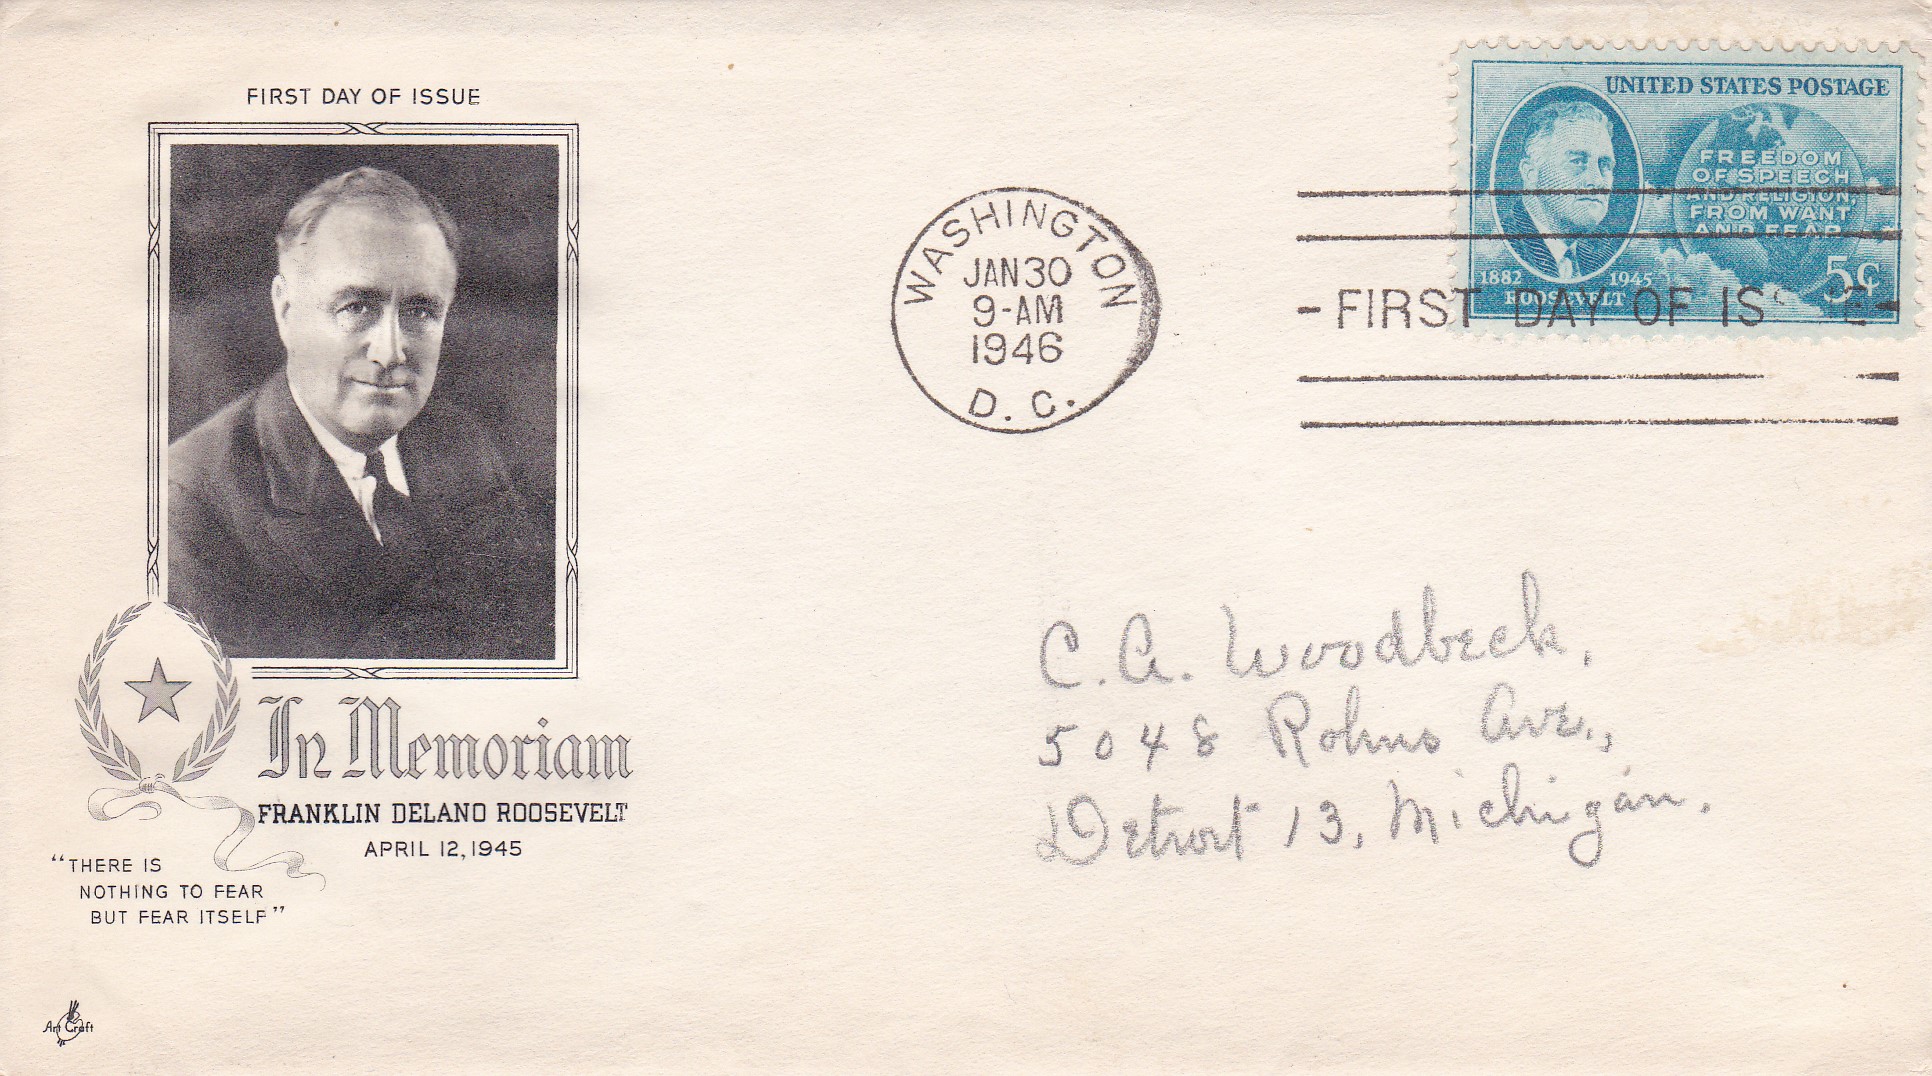 FIRST DAY OF ISSUE
In Memoriam
FRANKLIN DELANO ROOSEVELT
APRIL 12, 1945
“THERE IS
NOTHING TO FEAR
BUT FEAR ITSELF”
Art Craft
WASHINGTON
JAN 30
9-AM
1946
D. C.
UNITED STATES POSTAGE
FREEDOM
OF SPEECH
AND RELIGION,
FROM WANT
AND FEAR
5¢
1882 1945
ROOSEVELT
- FIRST DAY OF IS E-
C. A. Woodbeck,
5048 Rohns Ave.,
Detroit 13, Michigan.